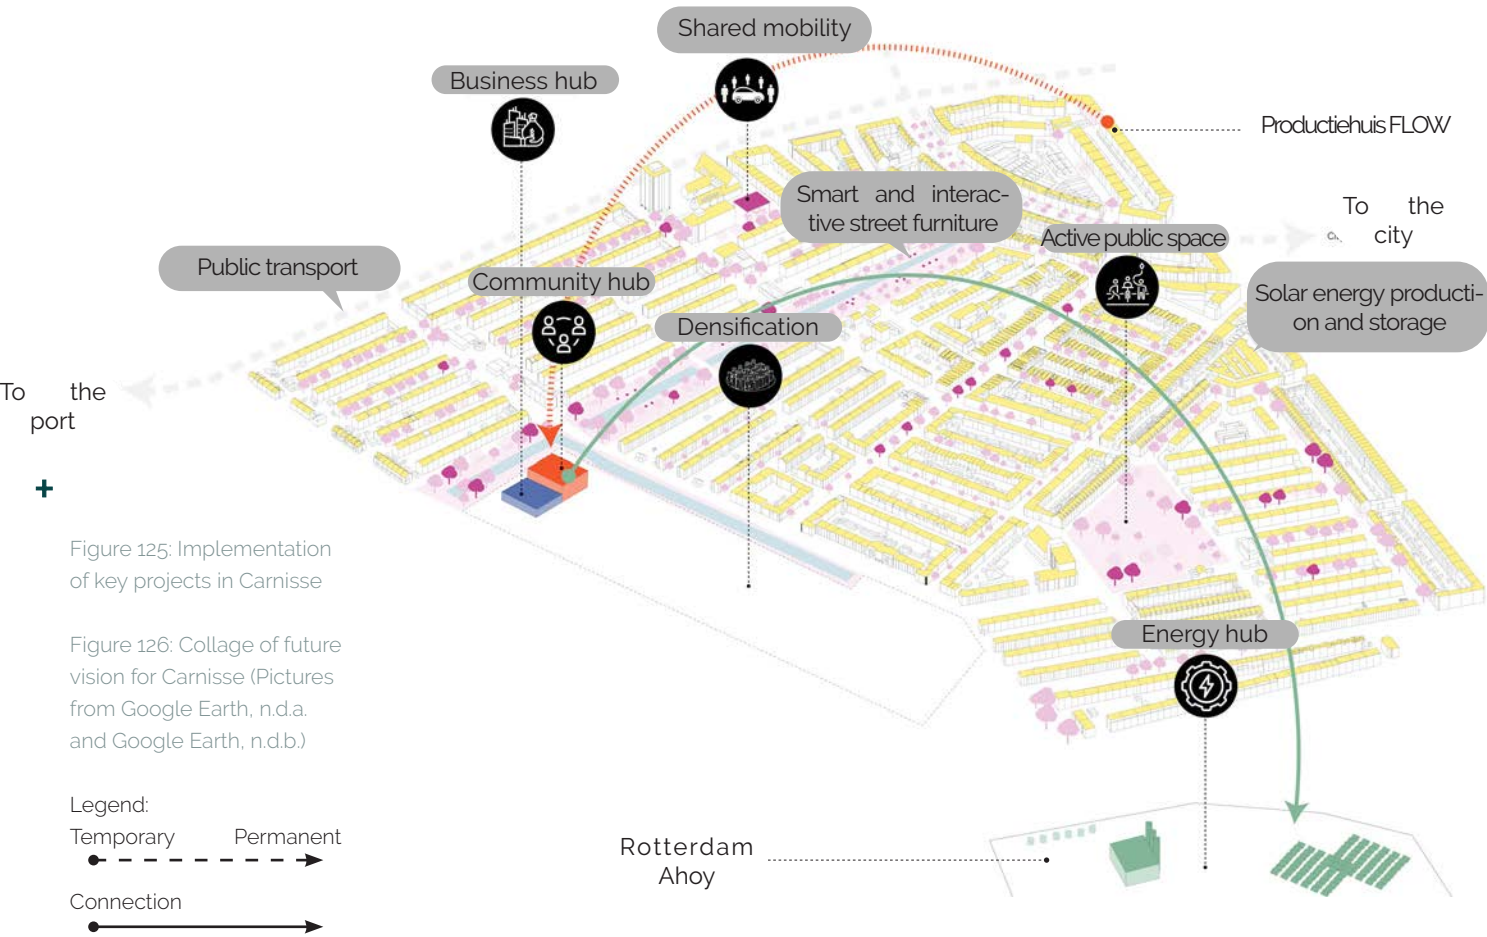 Shared mobility
Business hub
Productiehuis FLOW
Smart and interac-
tive street furniture
To the
city
Active public space
Public transport
Community hub
Solar energy producti-
on and storage
Densification
To the
port
+
Figure 125: Implementation
of key projects in Carnisse
Figure 126: Collage of future
vision for Carnisse (Pictures
from Google Earth, n.d.a.
and Google Earth, n.d.b.)
Energy hub
Legend:
Temporary Permanent
Connection
Rotterdam
Ahoy